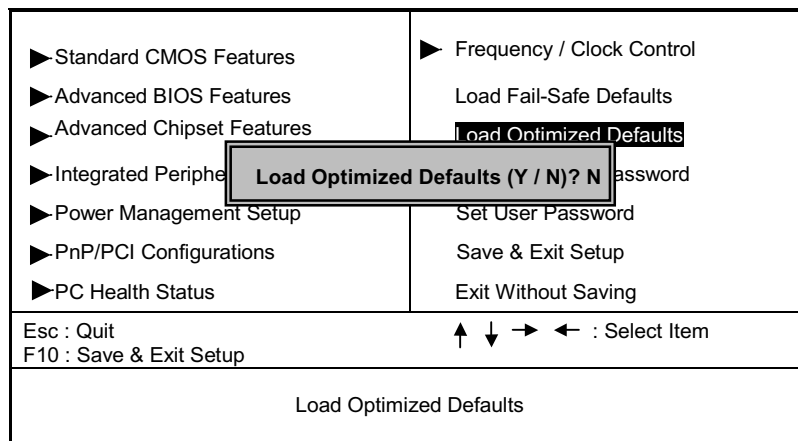 Standard CMOS Features
Advanced BIOS Features
Advanced Chipset Features
Integrated Periphe
Power Management Setup
PnP/PCI Configurations
PC Health Status
Frequency / Clock Control
Load Fail-Safe Defaults
Load Optimized Defaults
assword
Set User Password
Save & Exit Setup
Exit Without Saving
Load Optimized Defaults (Y / N)? N
Esc : Quit
F10 : Save & Exit Setup
↑ ↓ → ← : Select Item
Load Optimized Defaults